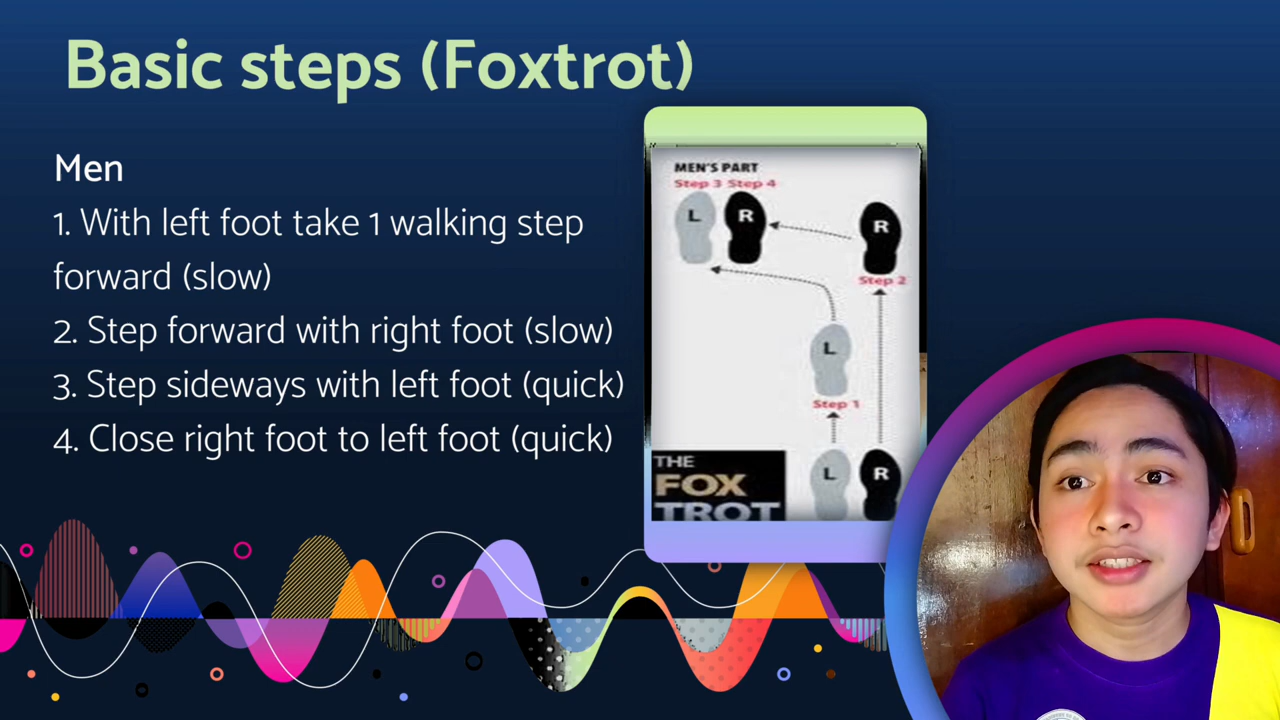 Basic steps (Foxtrot)
Men
1. With left foot take 1 walking step
forward (slow)
2. Step forward with right foot (slow)
3. Step sideways with left foot (quick)
4. Close right foot to left foot (quick)
MEN'S PART
Step 3 Step 4
L
R
R
Step 2
L
Step 1
L
R
THE
FOX
TROT